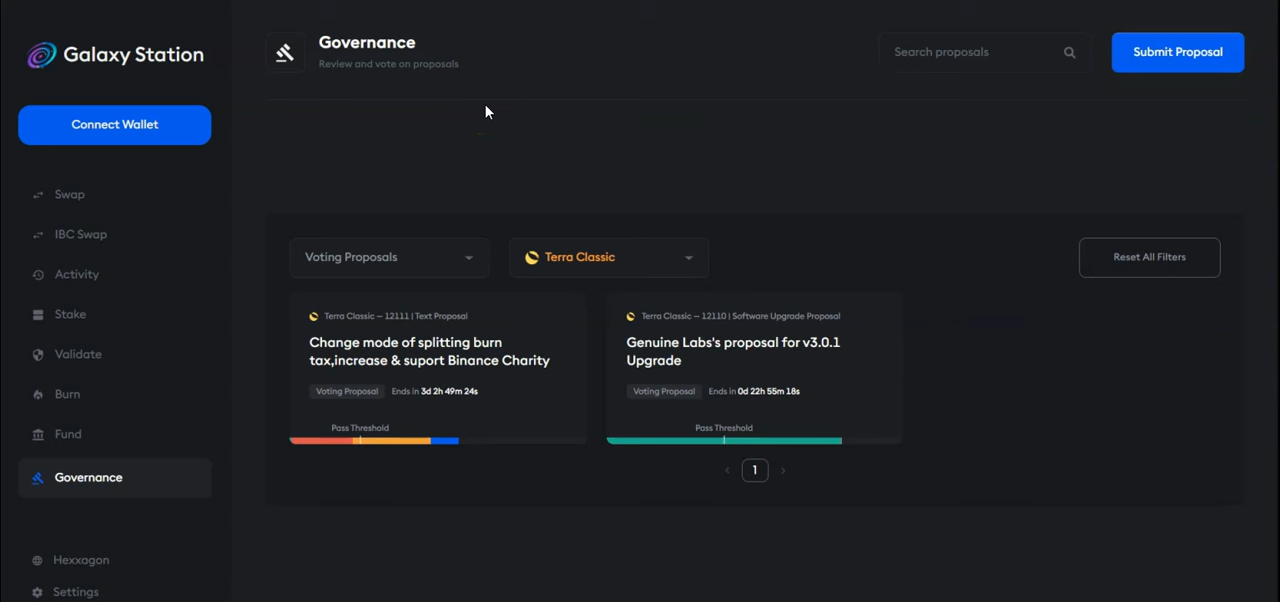 Galaxy Station
Connect Wallet
Swap
IBC Swap
Activity
Stake
Validate
Burn
Fund
Governance
Hexxagon
Settings
Governance
Review and vote on proposals
Search proposals
Submit Proposal
Voting Proposals
Terra Classic
Reset All Filters
Terra Classic – 12111 | Text Proposal
Change mode of splitting burn
tax,increase & suport Binance Charity
Voting Proposal Ends in 3d 2h 49m 24s
Pass Threshold
Terra Classic – 12110 | Software Upgrade Proposal
Genuine Labs's proposal for v3.0.1
Upgrade
Voting Proposal Ends in 0d 22h 55m 18s
Pass Threshold
1